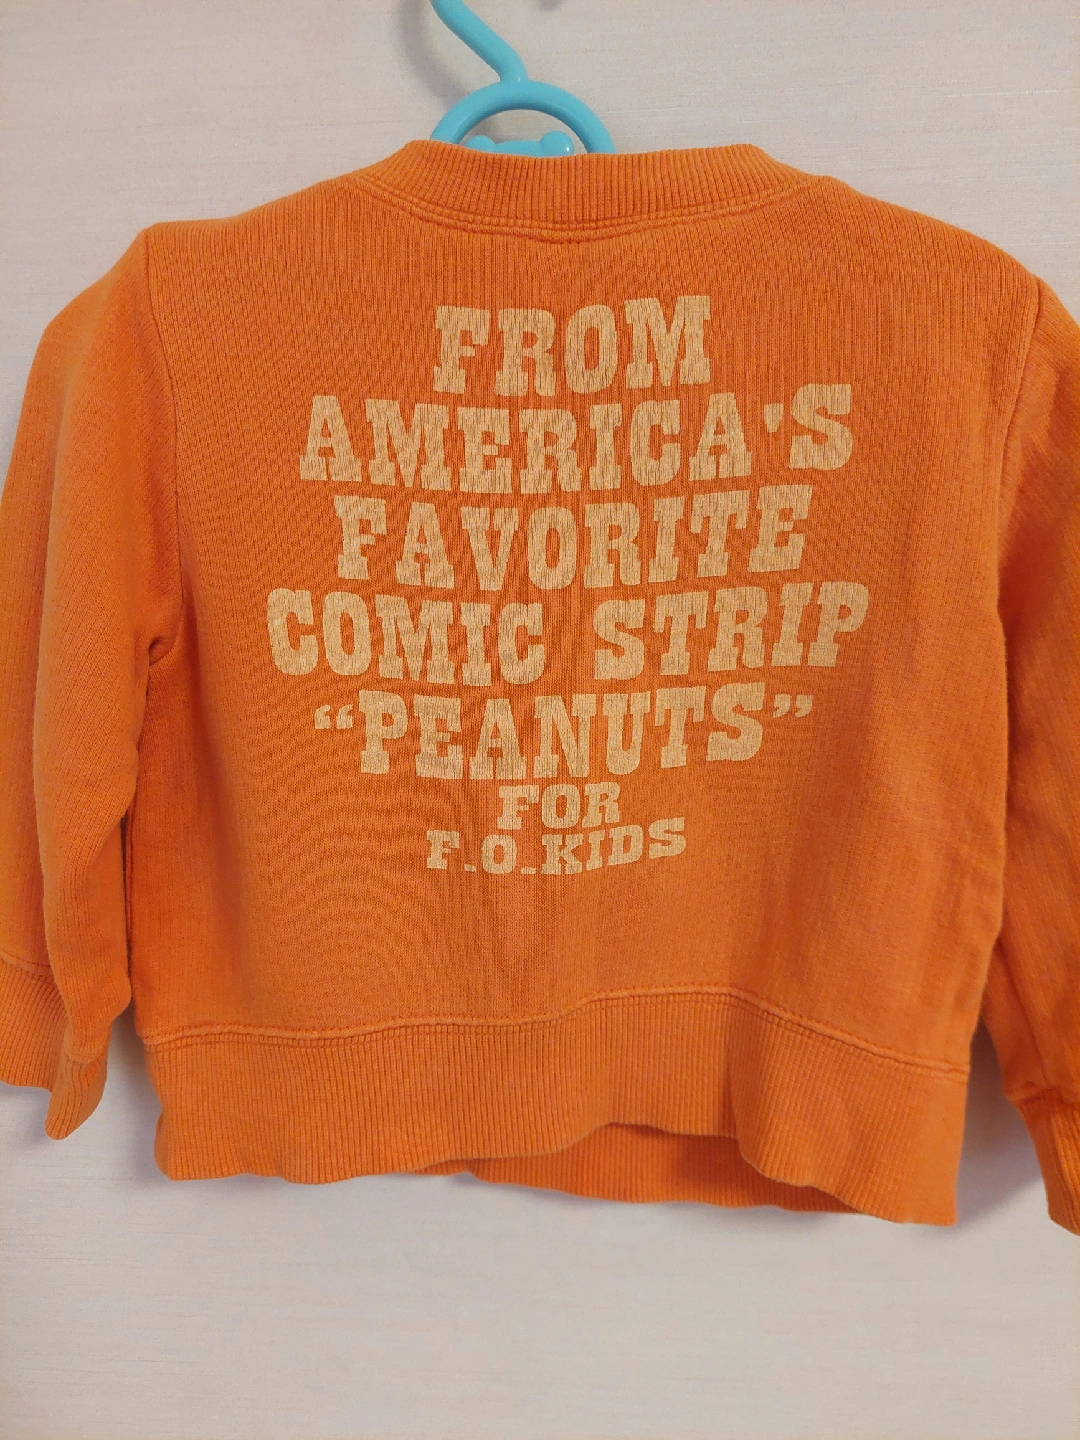 FROM
AMERICA'S
FAVORITE
COMIC STRIP
“PEANUTS”
FOR
F.O.KIDS